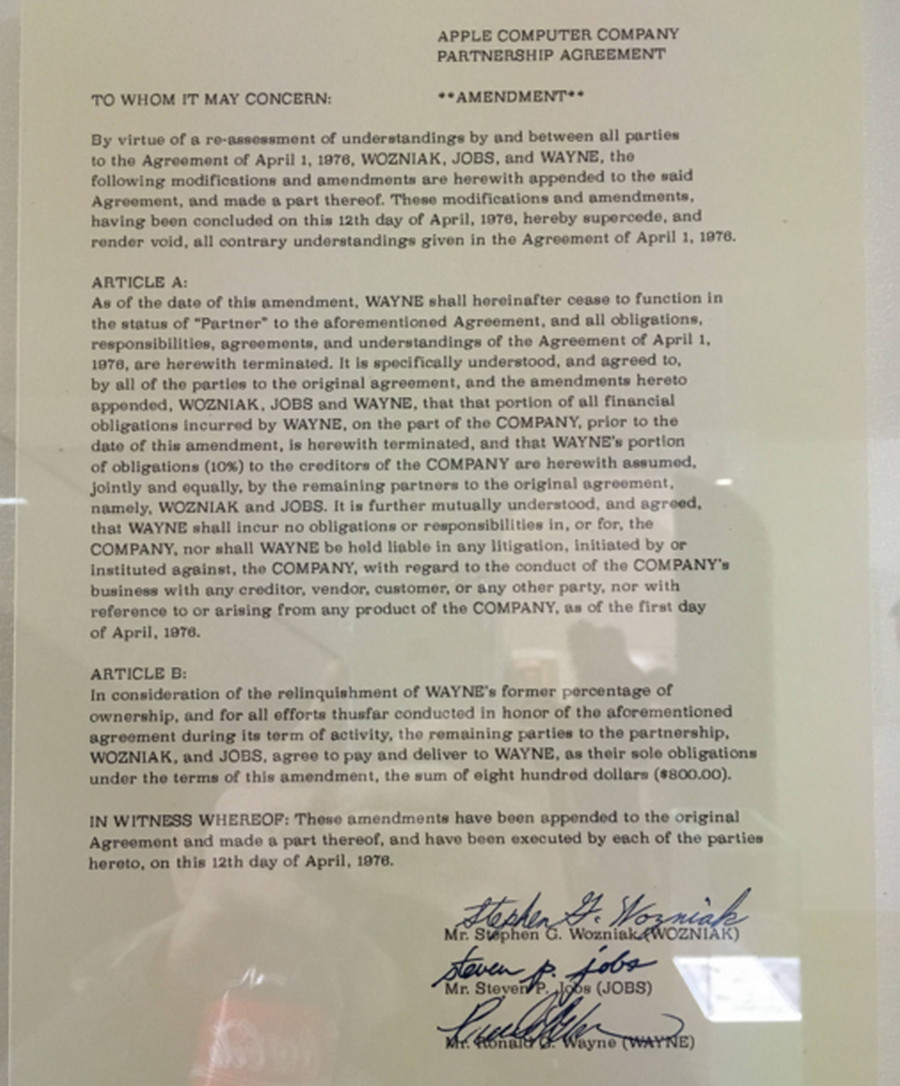 APPLE COMPUTER COMPANY
PARTNERSHIP AGREEMENT
TO WHOM IT MAY CONCERN: **AMENDMENT**
By virtue of a re-assessment of understandings by and between all parties
to the Agreement of April 1, 1976, WOZNIAK, JOBS, and WAYNE, the
following modifications and amendments are herewith appended to the said
Agreement, and made a part thereof. These modifications and amendments,
having been concluded on this 12th day of April, 1976, hereby supercede, and
render void, all contrary understandings given in the Agreement of April 1, 1976.
ARTICLE A:
As of the date of this amendment, WAYNE shall hereinafter cease to function in
the status of "Partner" to the aforementioned Agreement, and all obligations,
responsibilities, agreements, and understandings of the Agreement of April 1,
1976, are herewith terminated. It is specifically understood, and agreed to,
by all of the parties to the original agreement, and the amendments hereto
appended, WOZNIAK, JOBS and WAYNE, that that portion of all financial
obligations incurred by WAYNE, on the part of the COMPANY, prior to the
date of this amendment, is herewith terminated, and that WAYNE's portion
of obligations (10%) to the creditors of the COMPANY are herewith assumed,
jointly and equally, by the remaining partners to the original agreement,
namely, WOZNIAK and JOBS. It is further mutually understood, and agreed,
that WAYNE shall incur no obligations or responsibilities in, or for, the
COMPANY, nor shall WAYNE be held liable in any litigation, initiated by or
instituted against, the COMPANY, with regard to the conduct of the COMPANY's
business with any creditor, vendor, customer, or any other party, nor with
reference to or arising from any product of the COMPANY, as of the first day
of April, 1976.
ARTICLE B:
In consideration of the relinquishment of WAYNE's former percentage of
ownership, and for all efforts thusfar conducted in honor of the aforementioned
agreement during its term of activity, the remaining parties to the partnership,
WOZNIAK, and JOBS, agree to pay and deliver to WAYNE, as their sole obligations
under the terms of this amendment, the sum of eight hundred dollars ($800.00).
IN WITNESS WHEREOF: These amendments have been appended to the original
Agreement and made a part thereof, and have been executed by each of the parties
hereto, on this 12th day of April, 1976.
Stephen G. Wozniak
Mr. Stephen G. Wozniak (WOZNIAK)
steven p. jobs
Mr. Steven P. Jobs (JOBS)
Mr. Ronald G. Wayne (WAYNE)